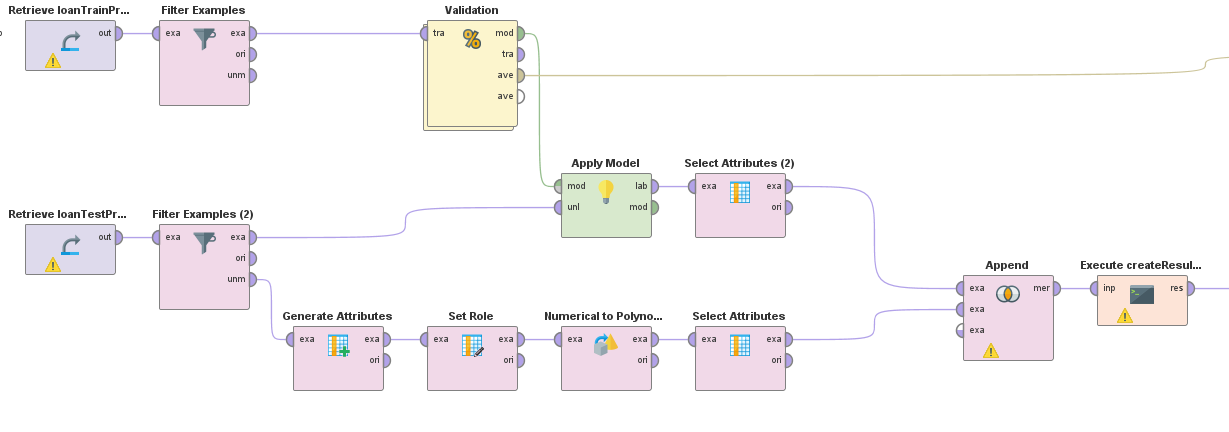 Retrieve loanTrainPr...
out
Filter Examples
exa
exa
ori
unm
Validation
tra
%
mod
tra
ave
ave
Apply Model
mod
unl
lab
mod
Select Attributes (2)
exa
exa
ori
Retrieve loanTestPr...
out
Filter Examples (2)
exa
exa
ori
unm
Generate Attributes
exa
exa
ori
Set Role
exa
exa
ori
Numerical to Polyno...
exa
exa
ori
Select Attributes
exa
exa
ori
Append
exa
exa
exa
mer
Execute createResul...
inp
res